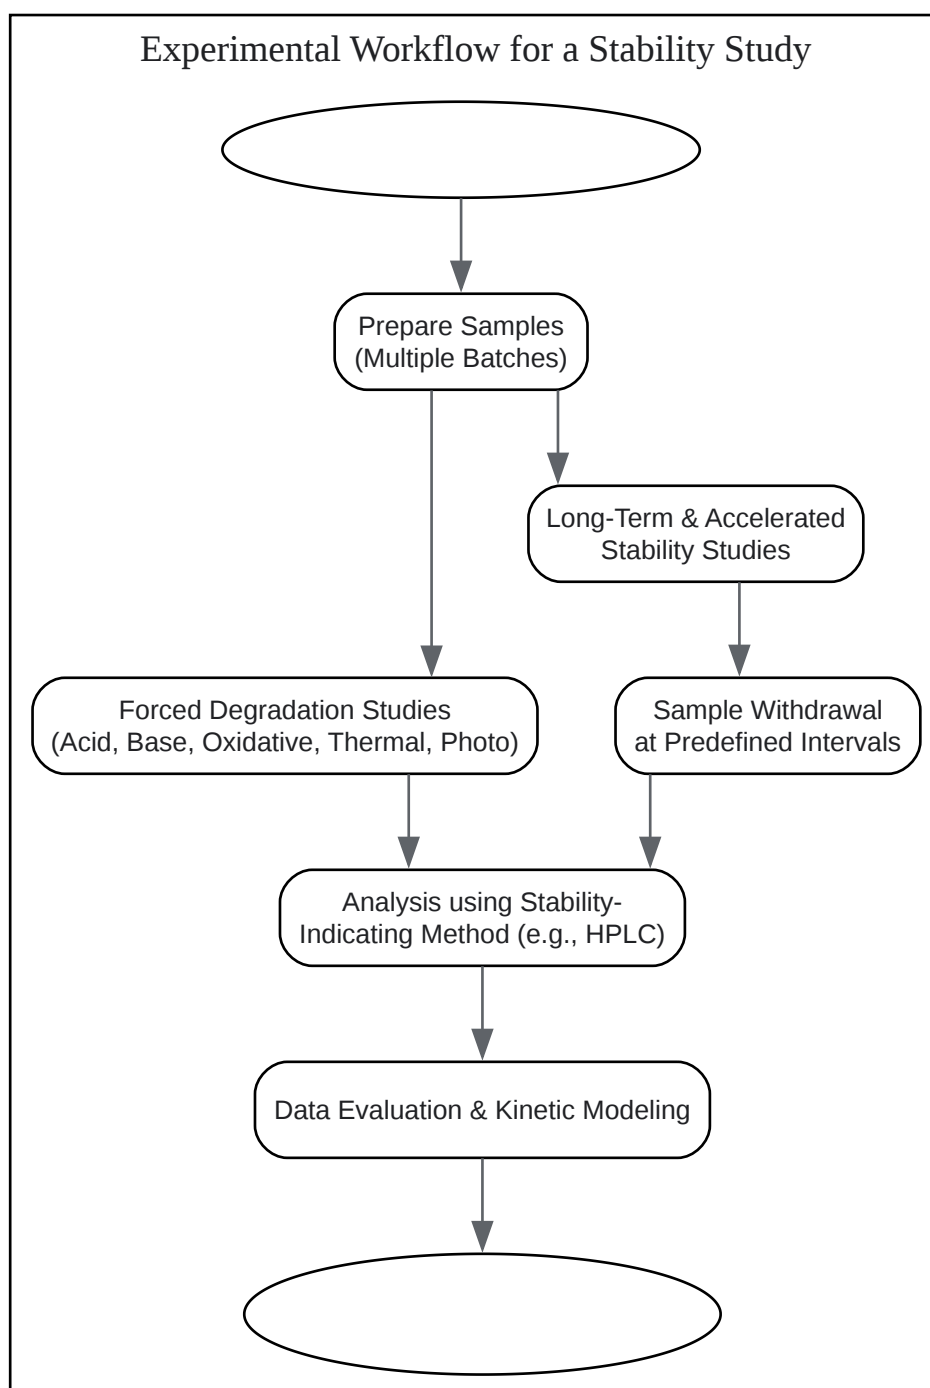 Experimental Workflow for a Stability Study
Prepare Samples
(Multiple Batches)
Long-Term & Accelerated
Stability Studies
Forced Degradation Studies
(Acid, Base, Oxidative, Thermal, Photo)
Sample Withdrawal
at Predefined Intervals
Analysis using Stability-
Indicating Method (e.g., HPLC)
Data Evaluation & Kinetic Modeling